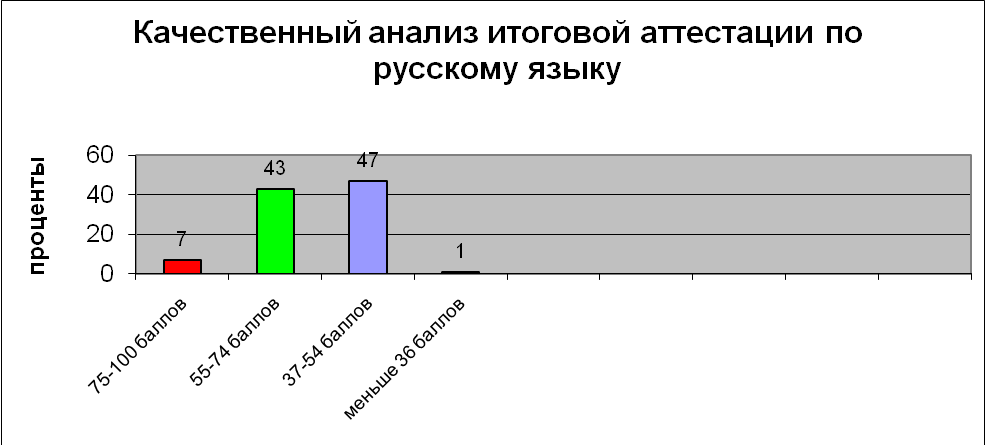 Качественный анализ итоговой аттестации по
русскому языку
проценты
60
40
20
0
7
43
47
1
75-100 баллов
55-74 баллов
37-54 баллов
меньше 36 баллов